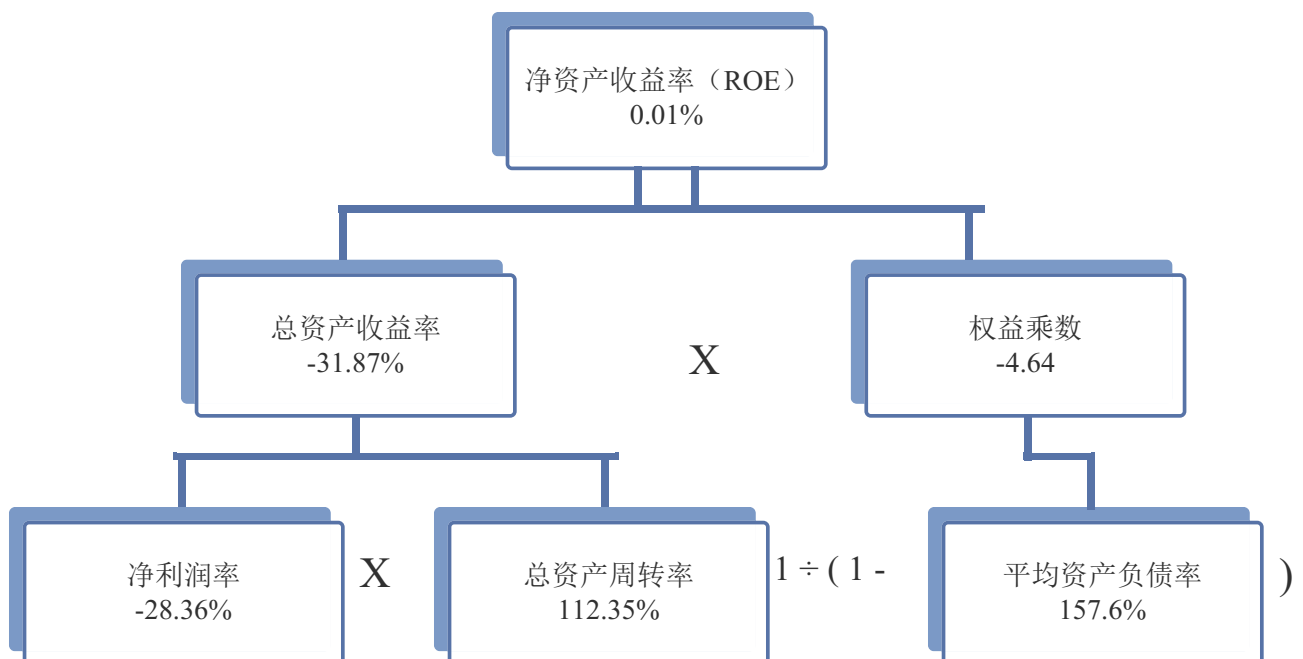 净资产收益率（ROE）
0.01%
总资产收益率
-31.87%
X
权益乘数
-4.64
净利润率
-28.36%
X
总资产周转率
112.35%
1 ÷ ( 1 -
平均资产负债率
157.6%
)